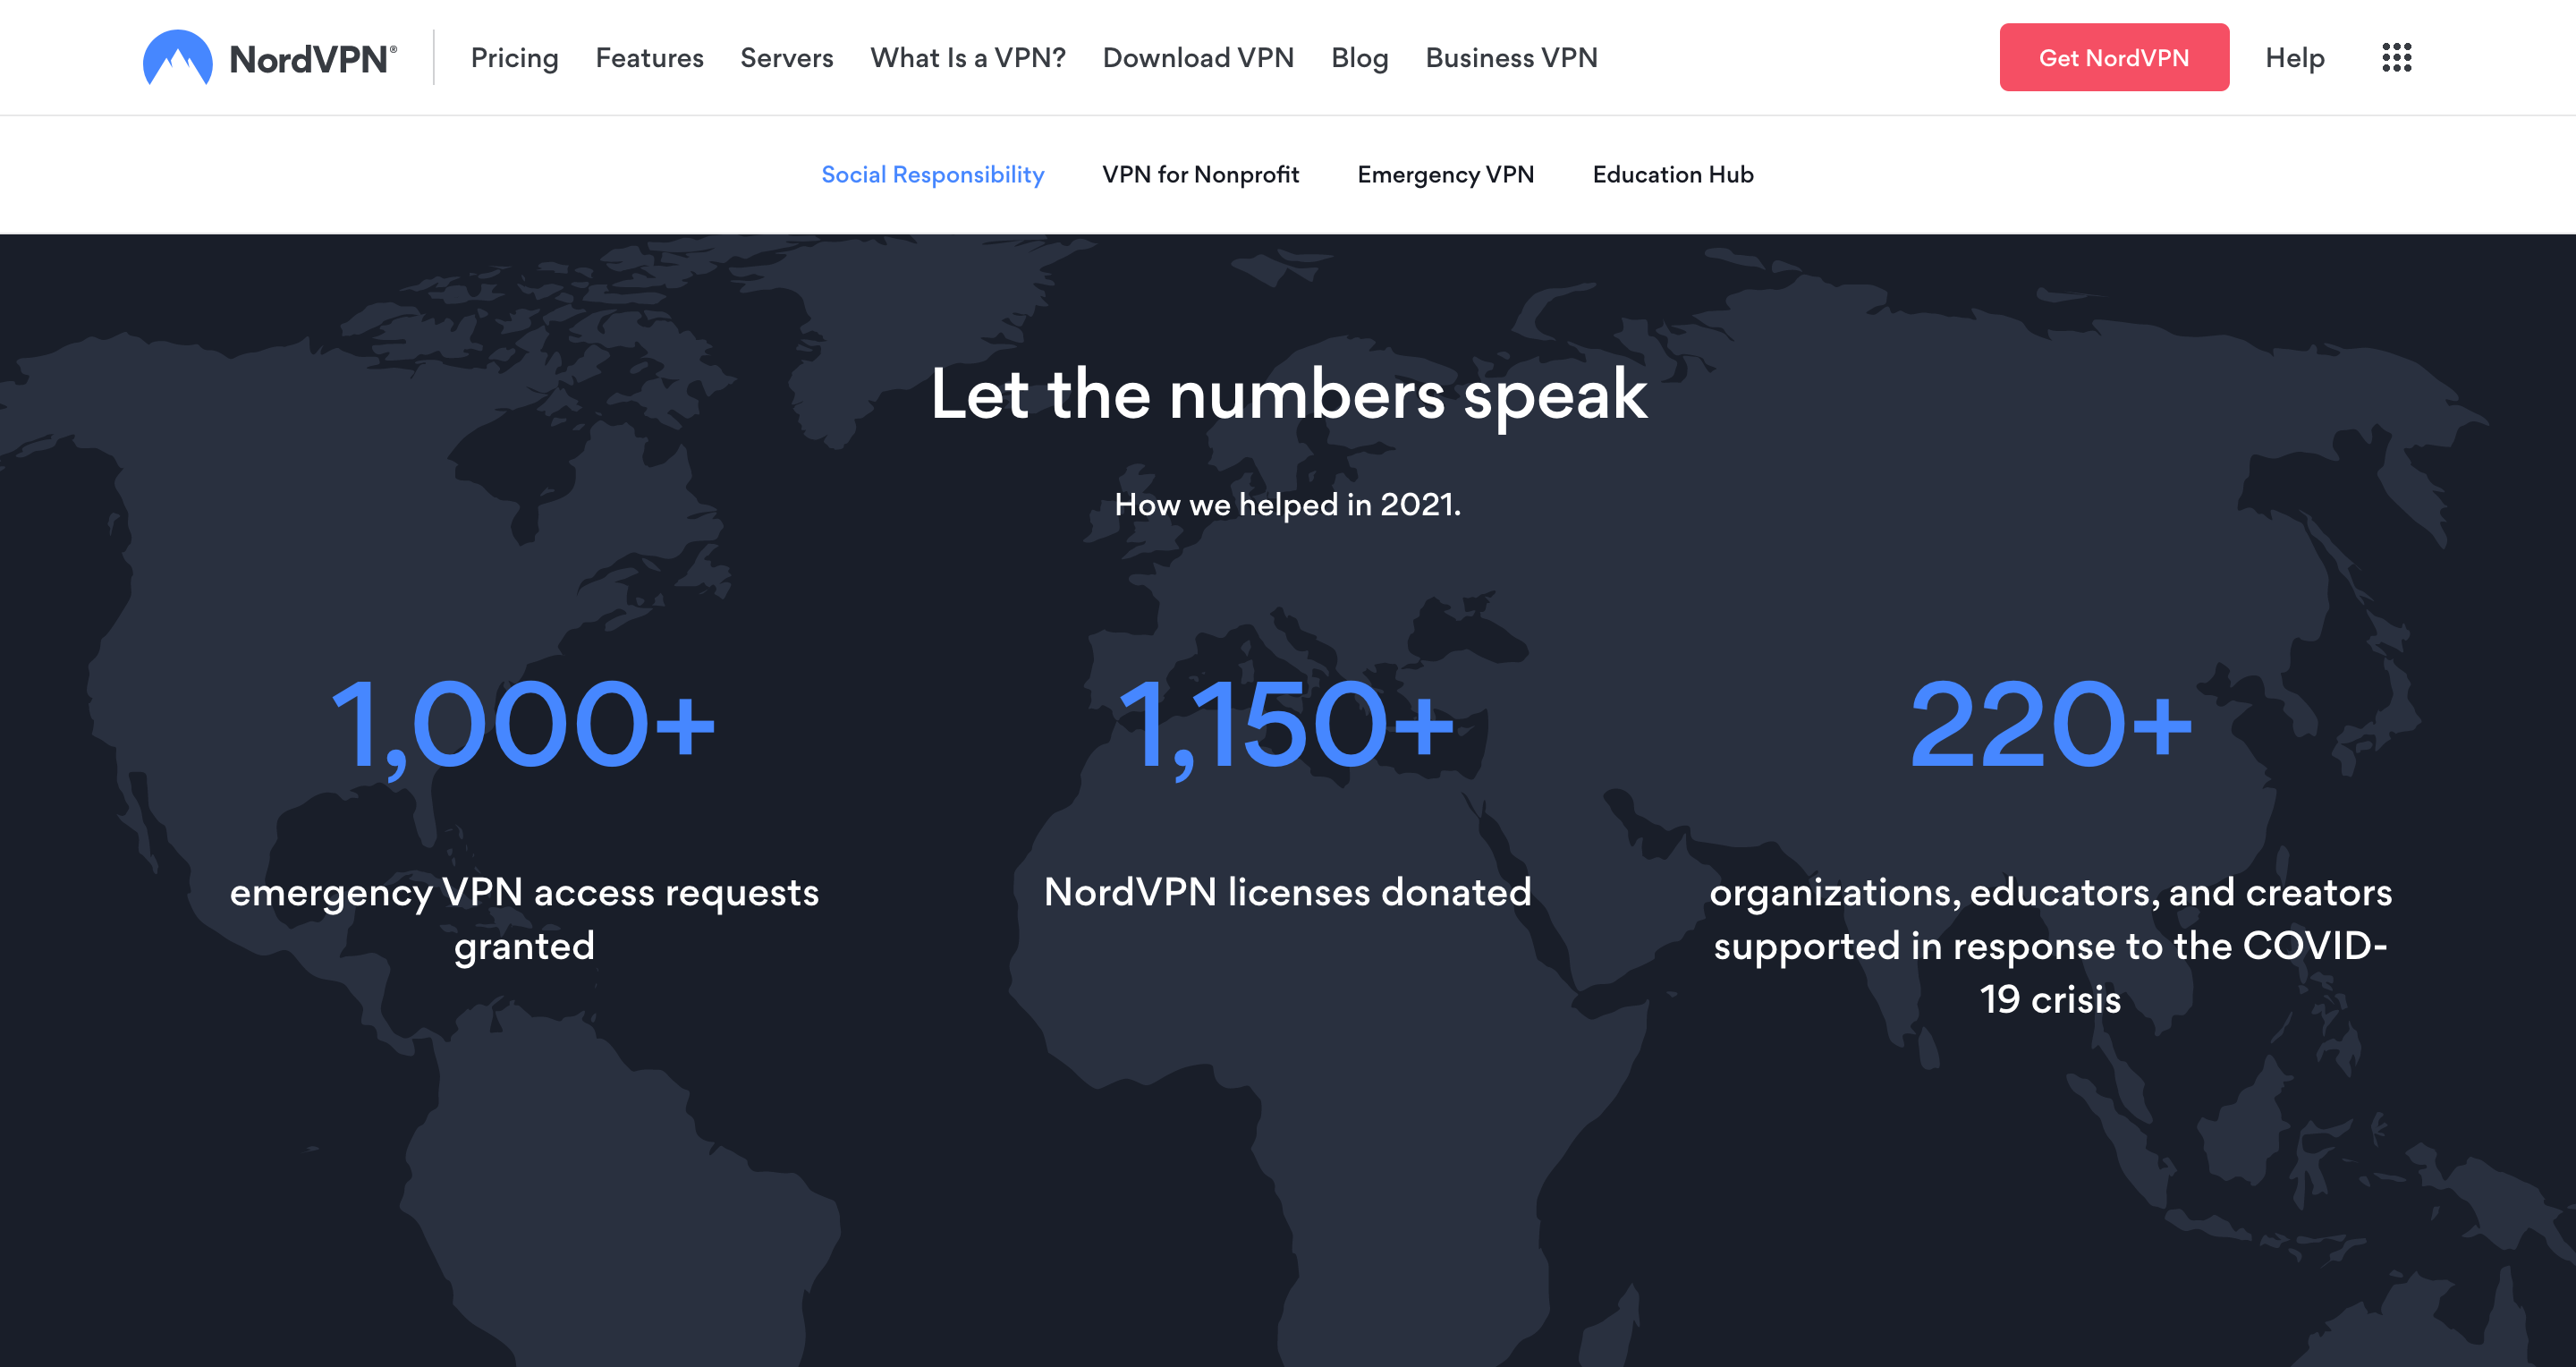 NordVPN®
Pricing
Features
Servers
What Is a VPN?
Download VPN
Blog
Business VPN
Get NordVPN
Help
Social Responsibility
VPN for Nonprofit
Emergency VPN
Education Hub
Let the numbers speak
How we helped in 2021.
1,000+
emergency VPN access requests
granted
1,150+
NordVPN licenses donated
220+
organizations, educators, and creators
supported in response to the COVID-
19 crisis